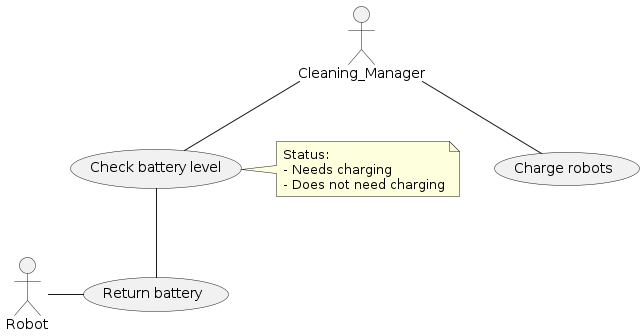 Cleaning_Manager
Check battery level
Status:
- Needs charging
- Does not need charging
Charge robots
Return battery
Robot